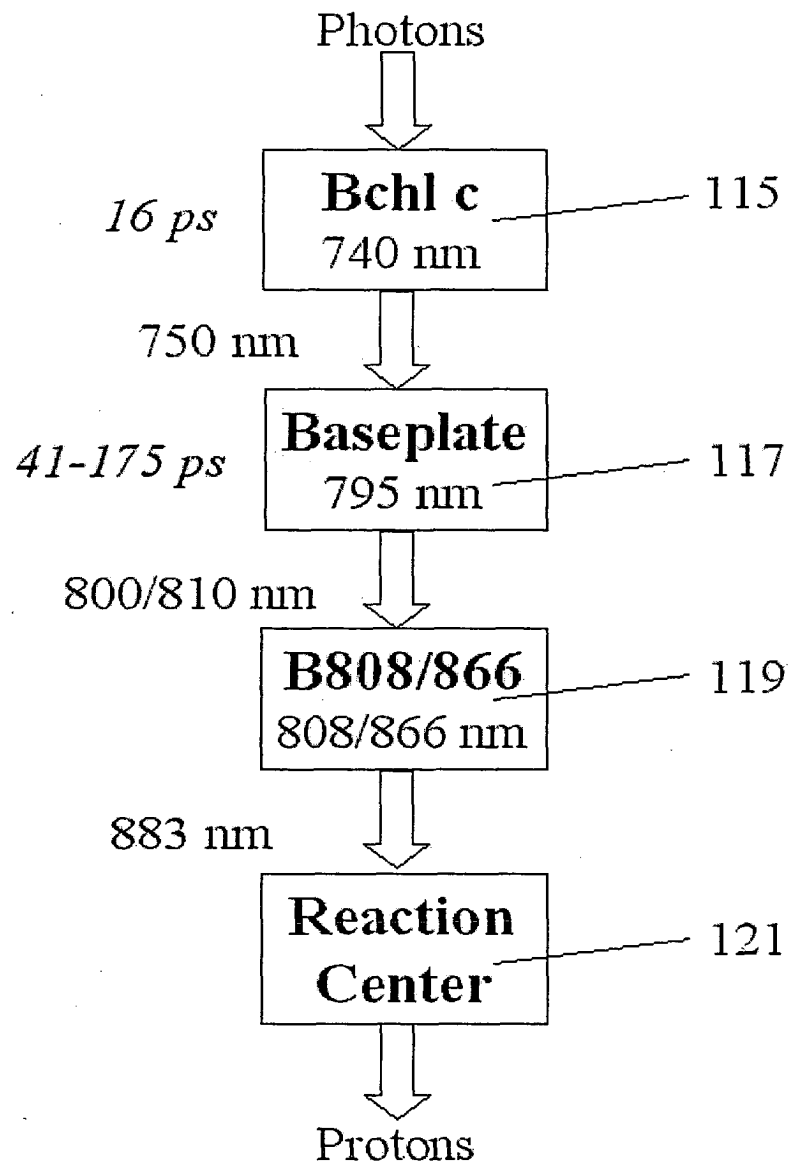 Photons
Bchl c
740 nm
115
16 ps
750 nm
Baseplate
795 nm
117
41-175 ps
800/810 nm
B808/866
808/866 nm
119
883 nm
Reaction
Center
121
Protons